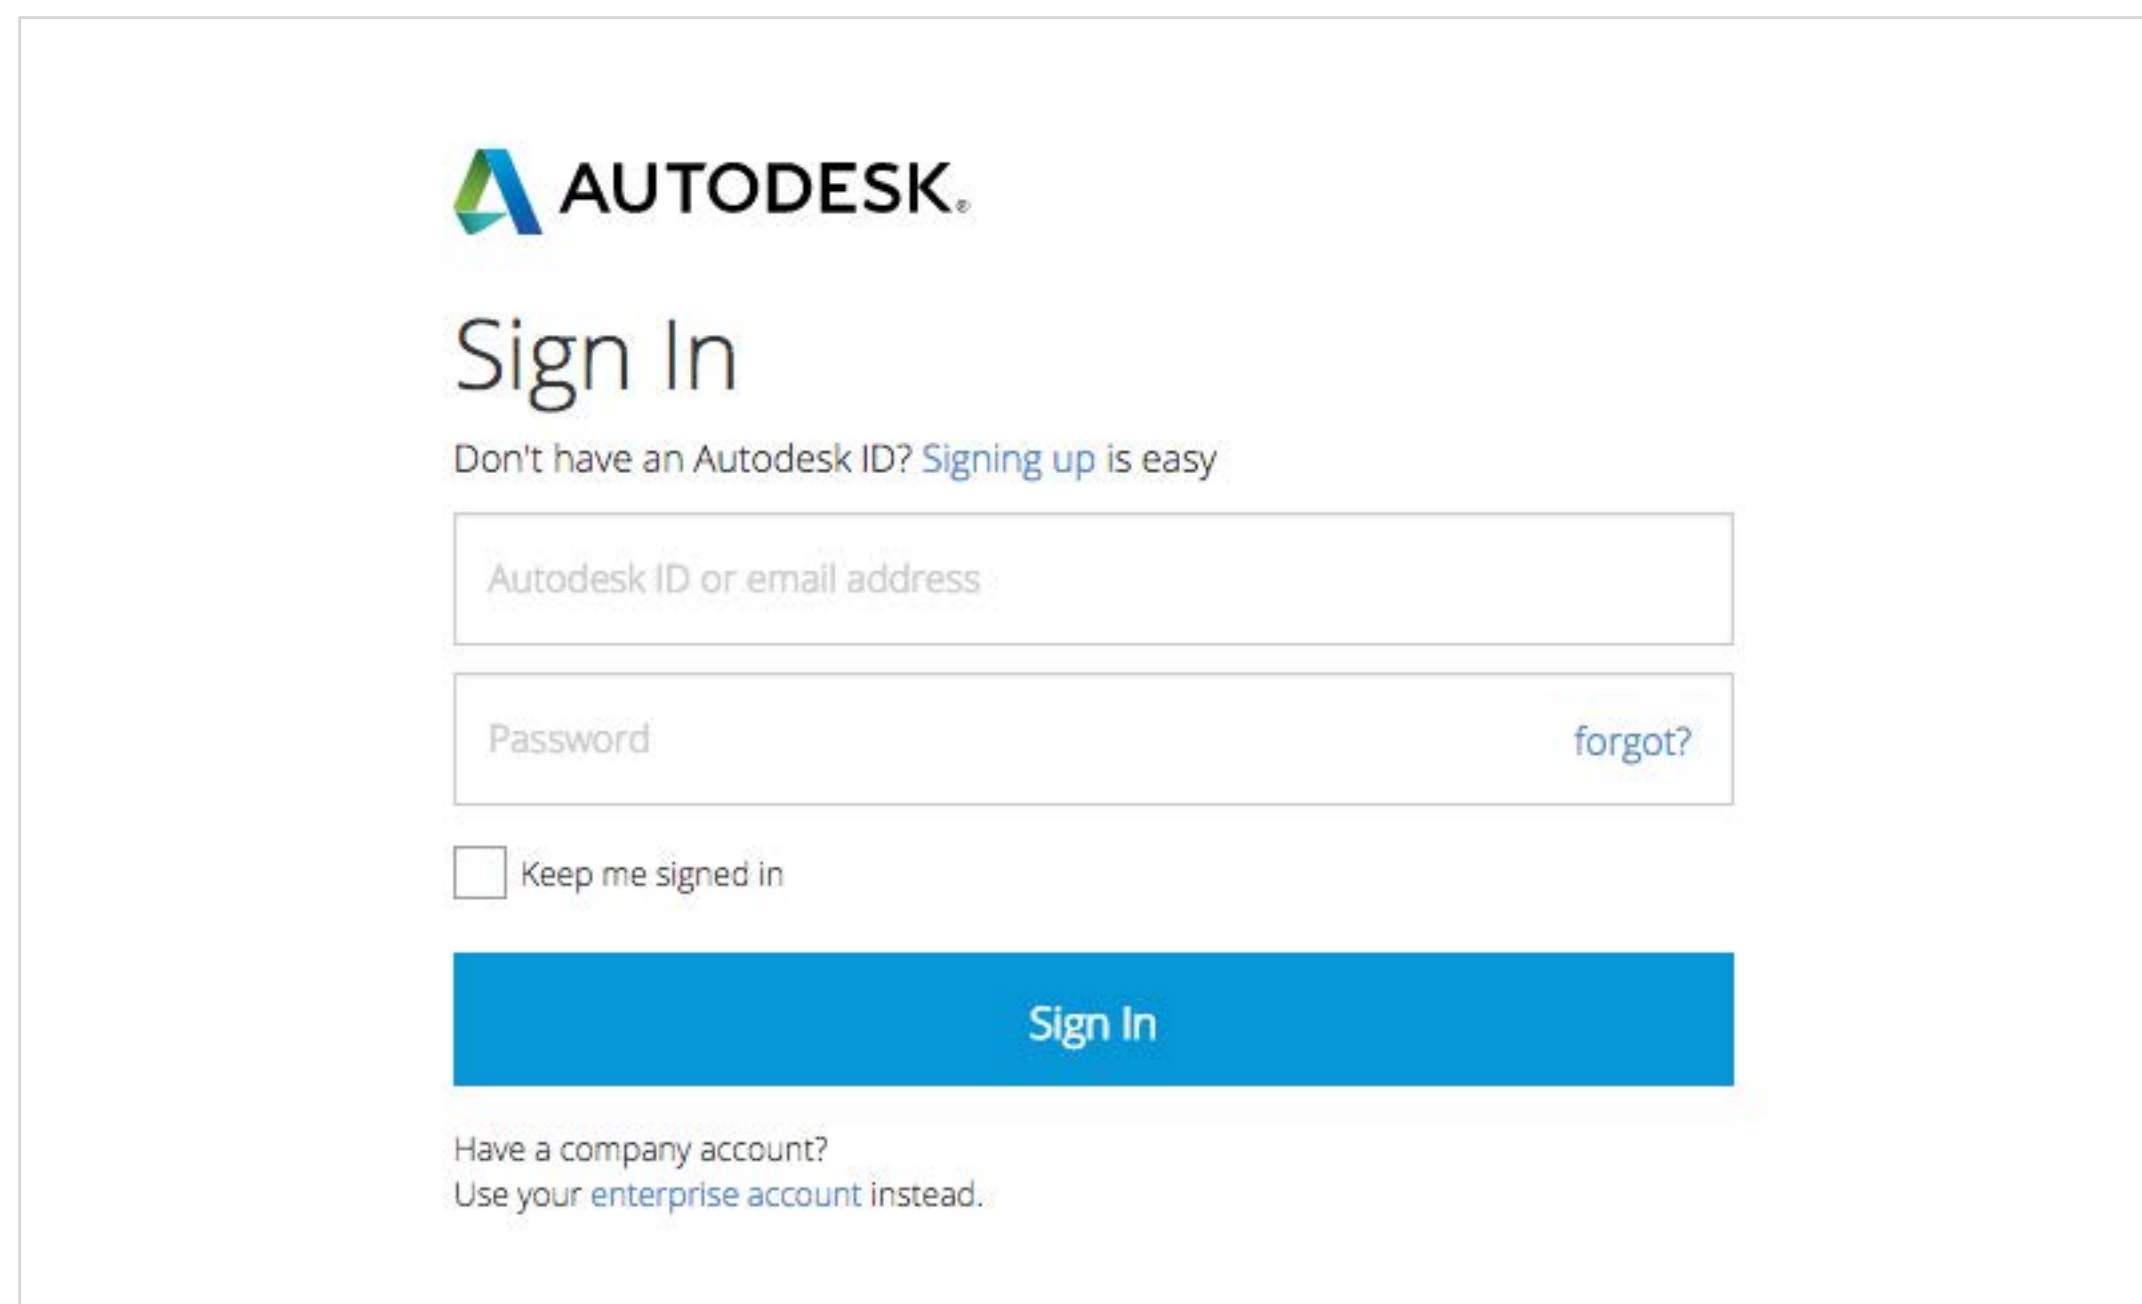 AUTODESK®
Sign In
Don't have an Autodesk ID? Signing up is easy
Autodesk ID or email address
Password forgot?
Keep me signed in
Sign In
Have a company account?
Use your enterprise account instead.